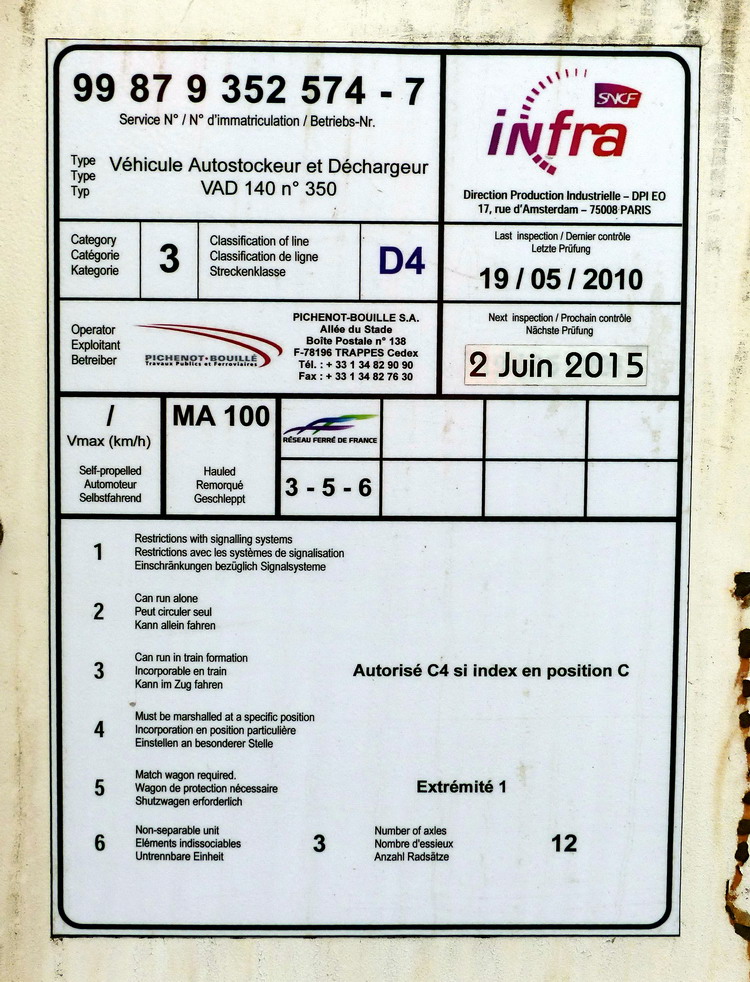 99 87 9 352 574 - 7
Service N° / N° d'immatriculation / Betriebs-Nr.
Type
Type
Typ
Véhicule Autostockeur et Déchargeur
VAD 140 n° 350
SNCF
infra
Direction Production Industrielle – DPI EO
17, rue d'Amsterdam – 75008 PARIS
Category
Catégorie
Kategorie
3
Classification of line
Classification de ligne
Streckenklasse
D4
Last inspection / Dernier contrôle
Letzte Prüfung
19 / 05 / 2010
Operator
Exploitant
Betreiber
PICHENOT-BOUILLÉ
Travaux Publics et Ferroviaires
PICHENOT-BOUILLE S.A.
Allée du Stade
Boîte Postale n° 138
F-78196 TRAPPES Cedex
Tél. : + 33 1 34 82 90 90
Fax : + 33 1 34 82 76 30
Next inspection / Prochain contrôle
Nächste Prüfung
2 Juin 2015
/
Vmax (km/h)
Self-propelled
Automoteur
Selbstfahrend
MA 100
Hauled
Remorqué
Geschleppt
RÉSEAU FERRÉ DE FRANCE
3 - 5 - 6
1
Restrictions with signalling systems
Restrictions avec les systèmes de signalisation
Einschränkungen bezüglich Signalsysteme
2
Can run alone
Peut circuler seul
Kann allein fahren
3
Can run in train formation
Incorporable en train
Kann im Zug fahren
Autorisé C4 si index en position C
4
Must be marshalled at a specific position
Incorporation en position particulière
Einstellen an besonderer Stelle
5
Match wagon required.
Wagon de protection nécessaire
Shutzwagen erforderlich
Extrémité 1
6
Non-separable unit
Eléments indissociables
Untrennbare Einheit
3
Number of axles
Nombre d'essieux
Anzahl Radsätze
12